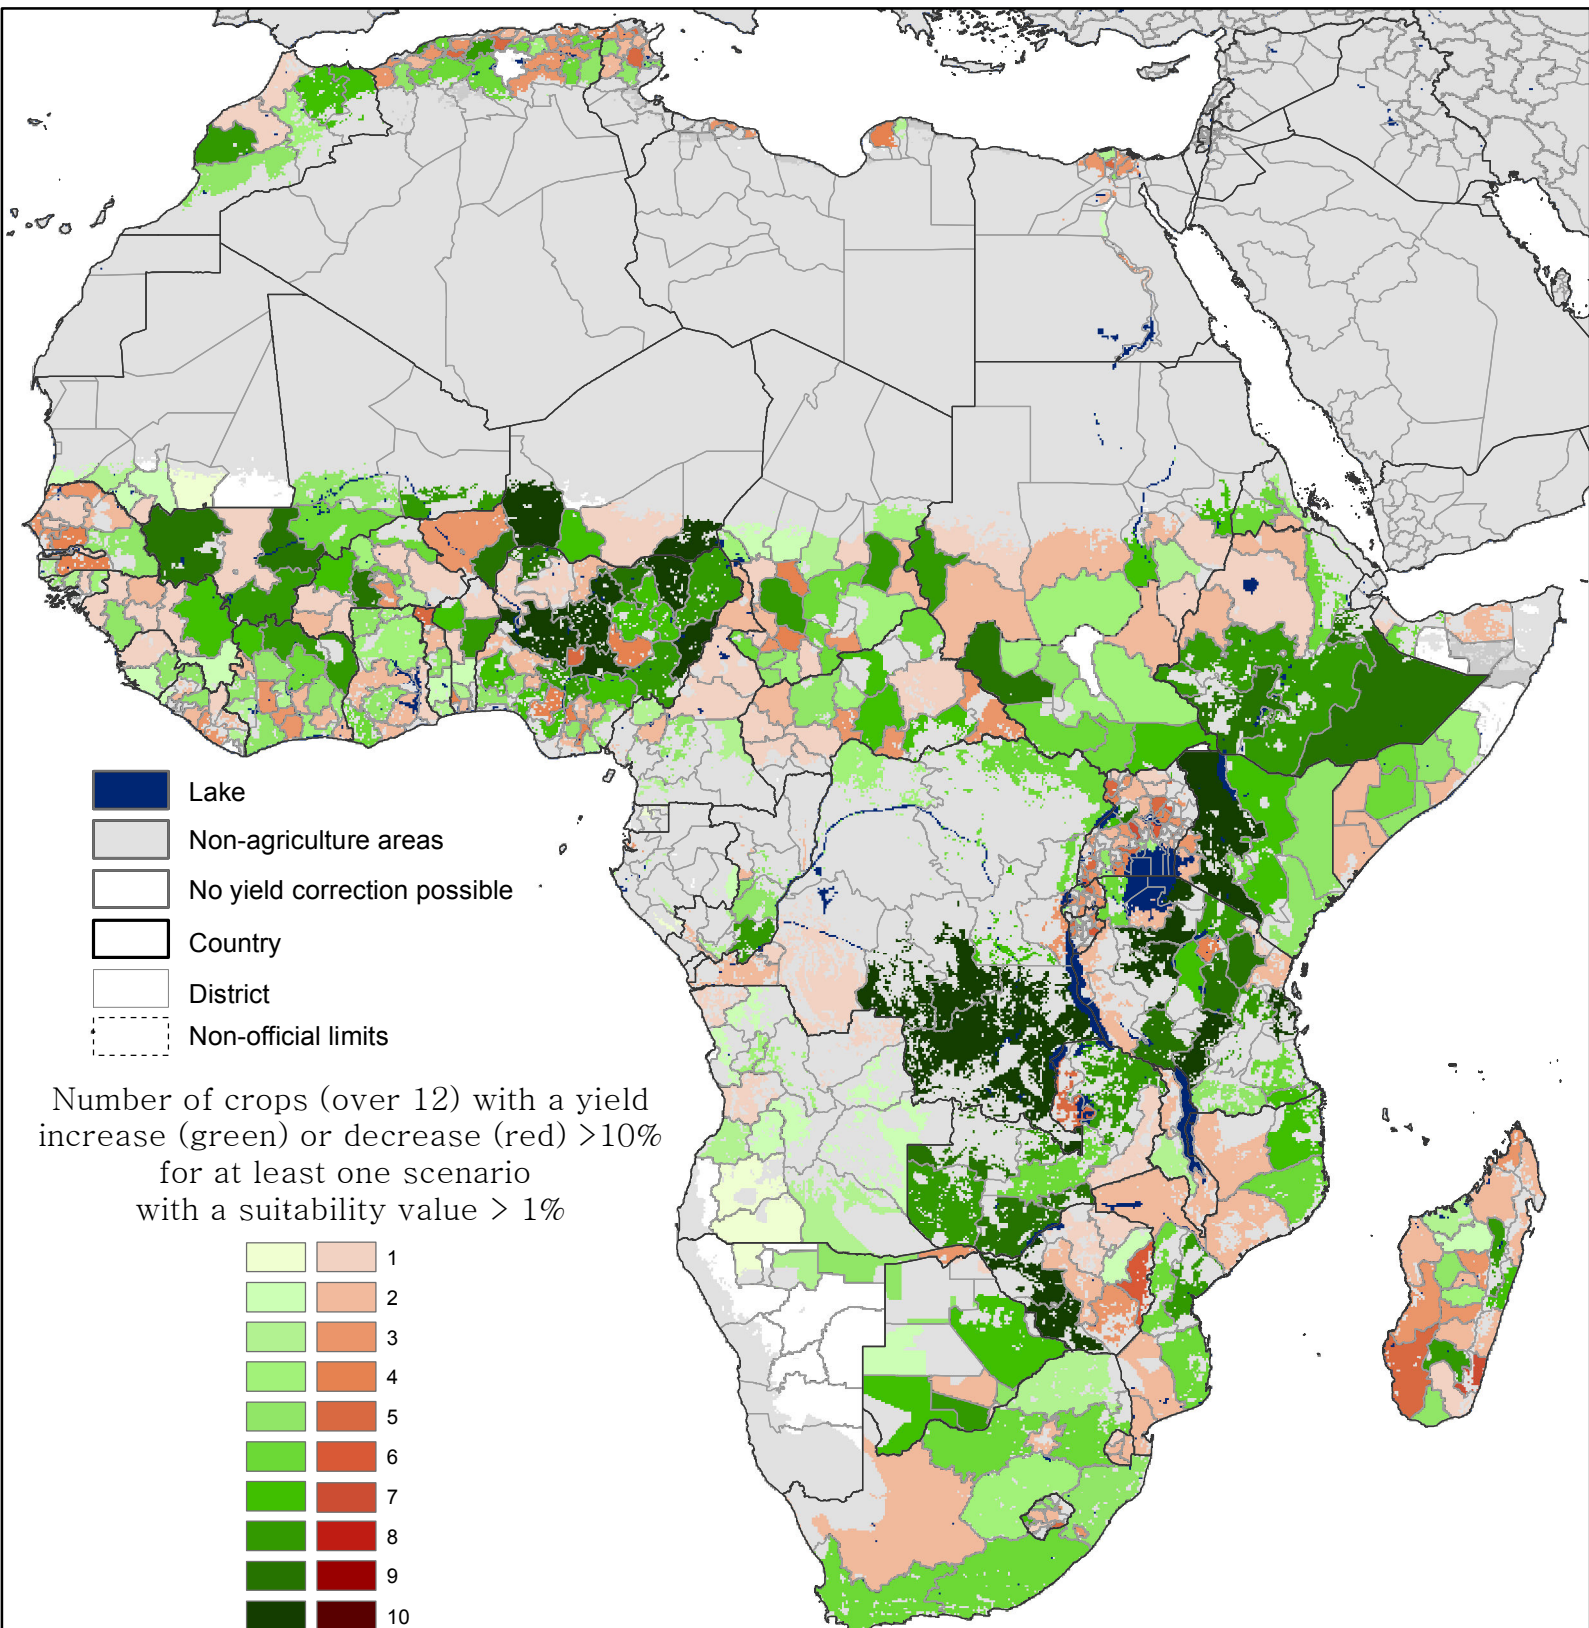 Lake
Non-agriculture areas
No yield correction possible
Country
District
Non-official limits
Number of crops (over 12) with a yield
increase (green) or decrease (red) >10%
for at least one scenario
with a suitability value > 1%
1
2
3
4
5
6
7
8
9
10